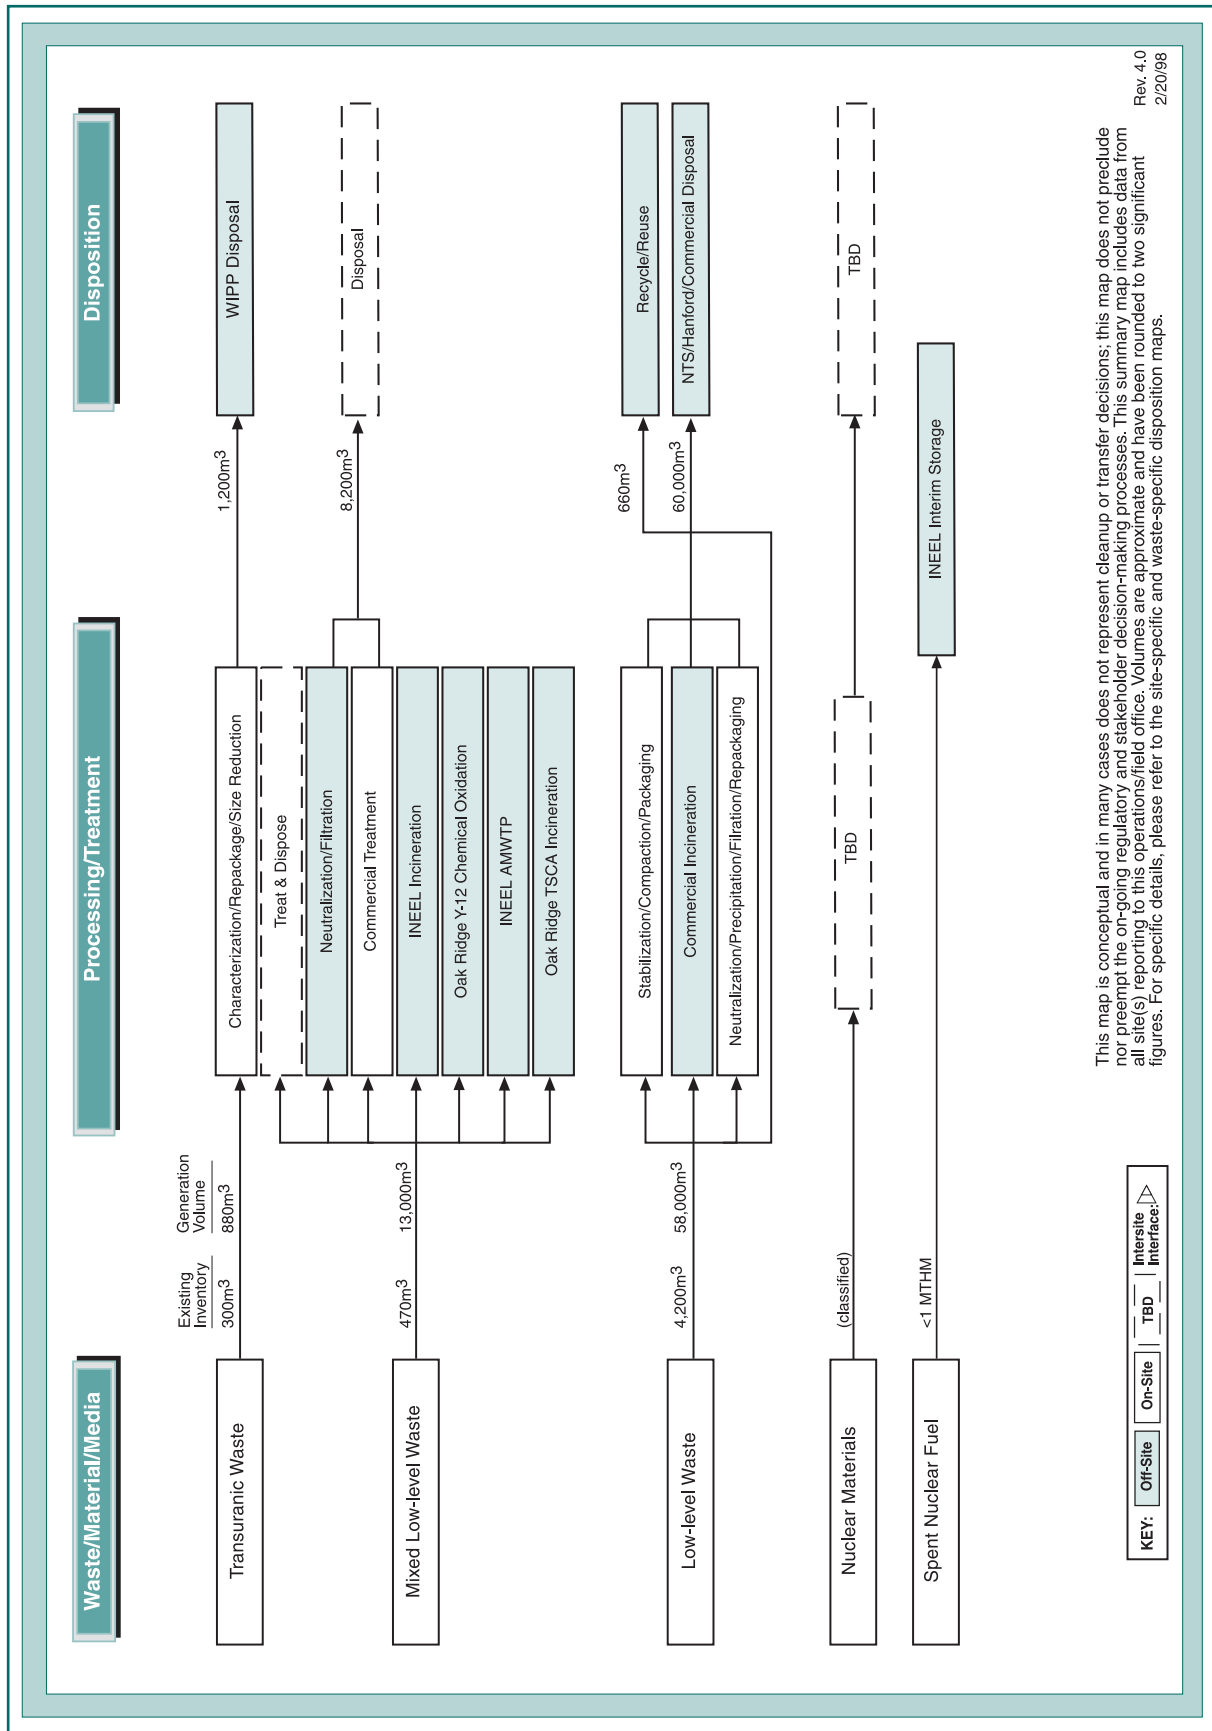 Waste/Material/Media
Processing/Treatment
Disposition
Existing
Inventory
Generation
Volume
Transuranic Waste
300m3
880m3
Characterization/Repackage/Size Reduction
1,200m3
WIPP Disposal
Mixed Low-level Waste
470m3
13,000m3
Treat & Dispose
Neutralization/Filtration
Commercial Treatment
INEEL Incineration
Oak Ridge Y-12 Chemical Oxidation
INEEL AMWTP
Oak Ridge TSCA Incineration
8,200m3
Disposal
Low-level Waste
4,200m3
58,000m3
Stabilization/Compaction/Packaging
Commercial Incineration
Neutralization/Precipitation/Filration/Repackaging
660m3
60,000m3
Recycle/Reuse
NTS/Hanford/Commercial Disposal
Nuclear Materials
(classified)
TBD
TBD
Spent Nuclear Fuel
<1 MTHM
INEEL Interim Storage
KEY:
Off-Site
On-Site
TBD
Intersite
Interface:
This map is conceptual and in many cases does not represent cleanup or transfer decisions; this map does not preclude
nor preempt the on-going regulatory and stakeholder decision-making processes. This summary map includes data from
all site(s) reporting to this operations/field office. Volumes are approximate and have been rounded to two significant
figures. For specific details, please refer to the site-specific and waste-specific disposition maps.
Rev. 4.0
2/20/98